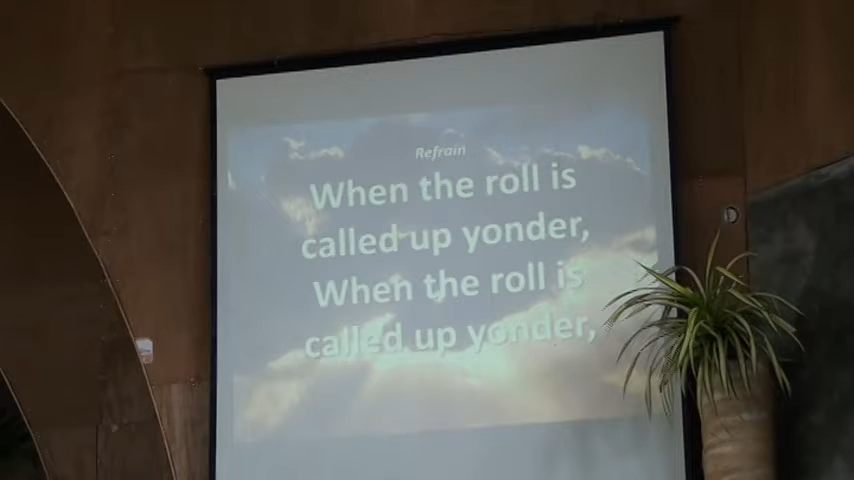 Refrain
When the roll is
called up yonder,
When the roll is
called up yonder,